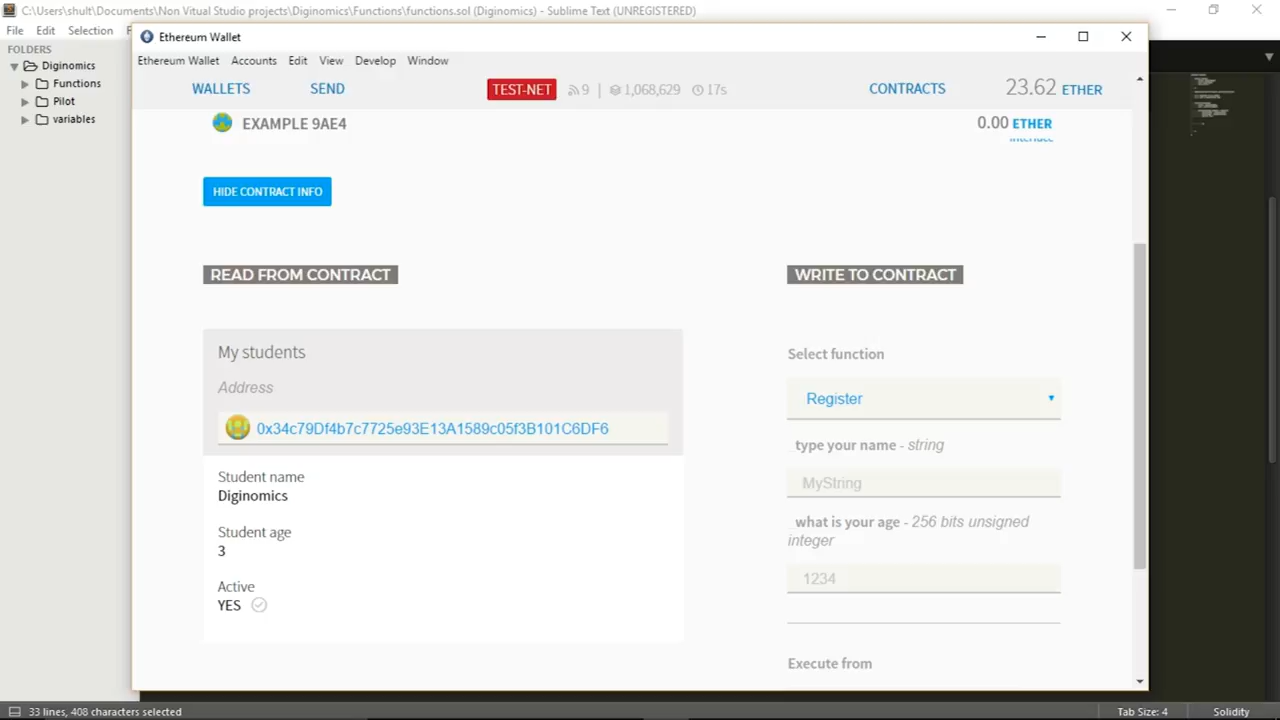 C:\Users\shult\Documents\Non Vitual Studio projects\Diginomics\Functions\functions.sol (Diginomics) - Sublime Text (UNREGISTERED)
File Edit Selection
FOLDERS
Diginomics
Functions
Pilot
variables
Ethereum Wallet
Ethereum Wallet Accounts Edit View Develop Window
WALLETS SEND TEST-NET 9 | 1,068,629 17s CONTRACTS 23.62 ETHER
EXAMPLE 9AE4 0.00 ETHER
HIDE CONTRACT INFO
READ FROM CONTRACT
My students
Address
0x34c79Df4b7c7725e93E13A1589c05f3B101C6DF6
Student name
Diginomics
Student age
3
Active
YES
WRITE TO CONTRACT
Select function
Register
_type your name - string
MyString
_what is your age - 256 bits unsigned
integer
1234
Execute from
33 lines, 408 characters selected Tab Size: 4 Solidity